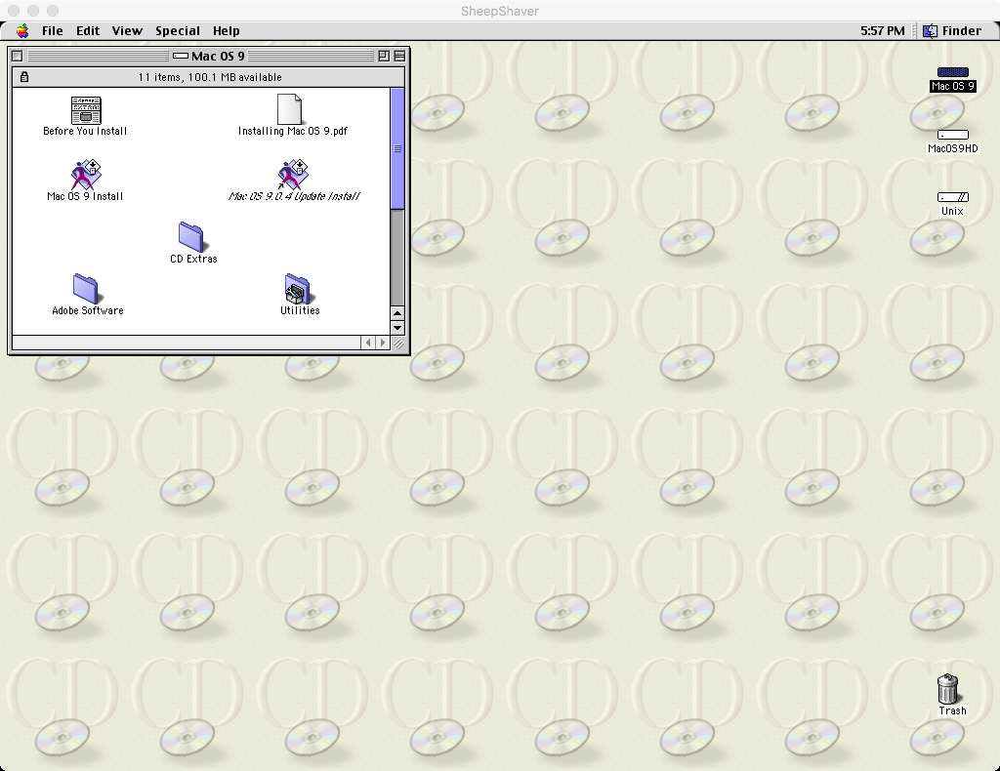 SheepShaver
File Edit View Special Help 5:57 PM Finder
Mac OS 9
11 items, 100.1 MB available
Before You Install
Installing Mac OS 9.pdf
Mac OS 9 Install
Mac OS 9.0.4 Update Install
CD Extras
Adobe Software
Utilities
Mac OS 9
MacOS9HD
Unix
Trash